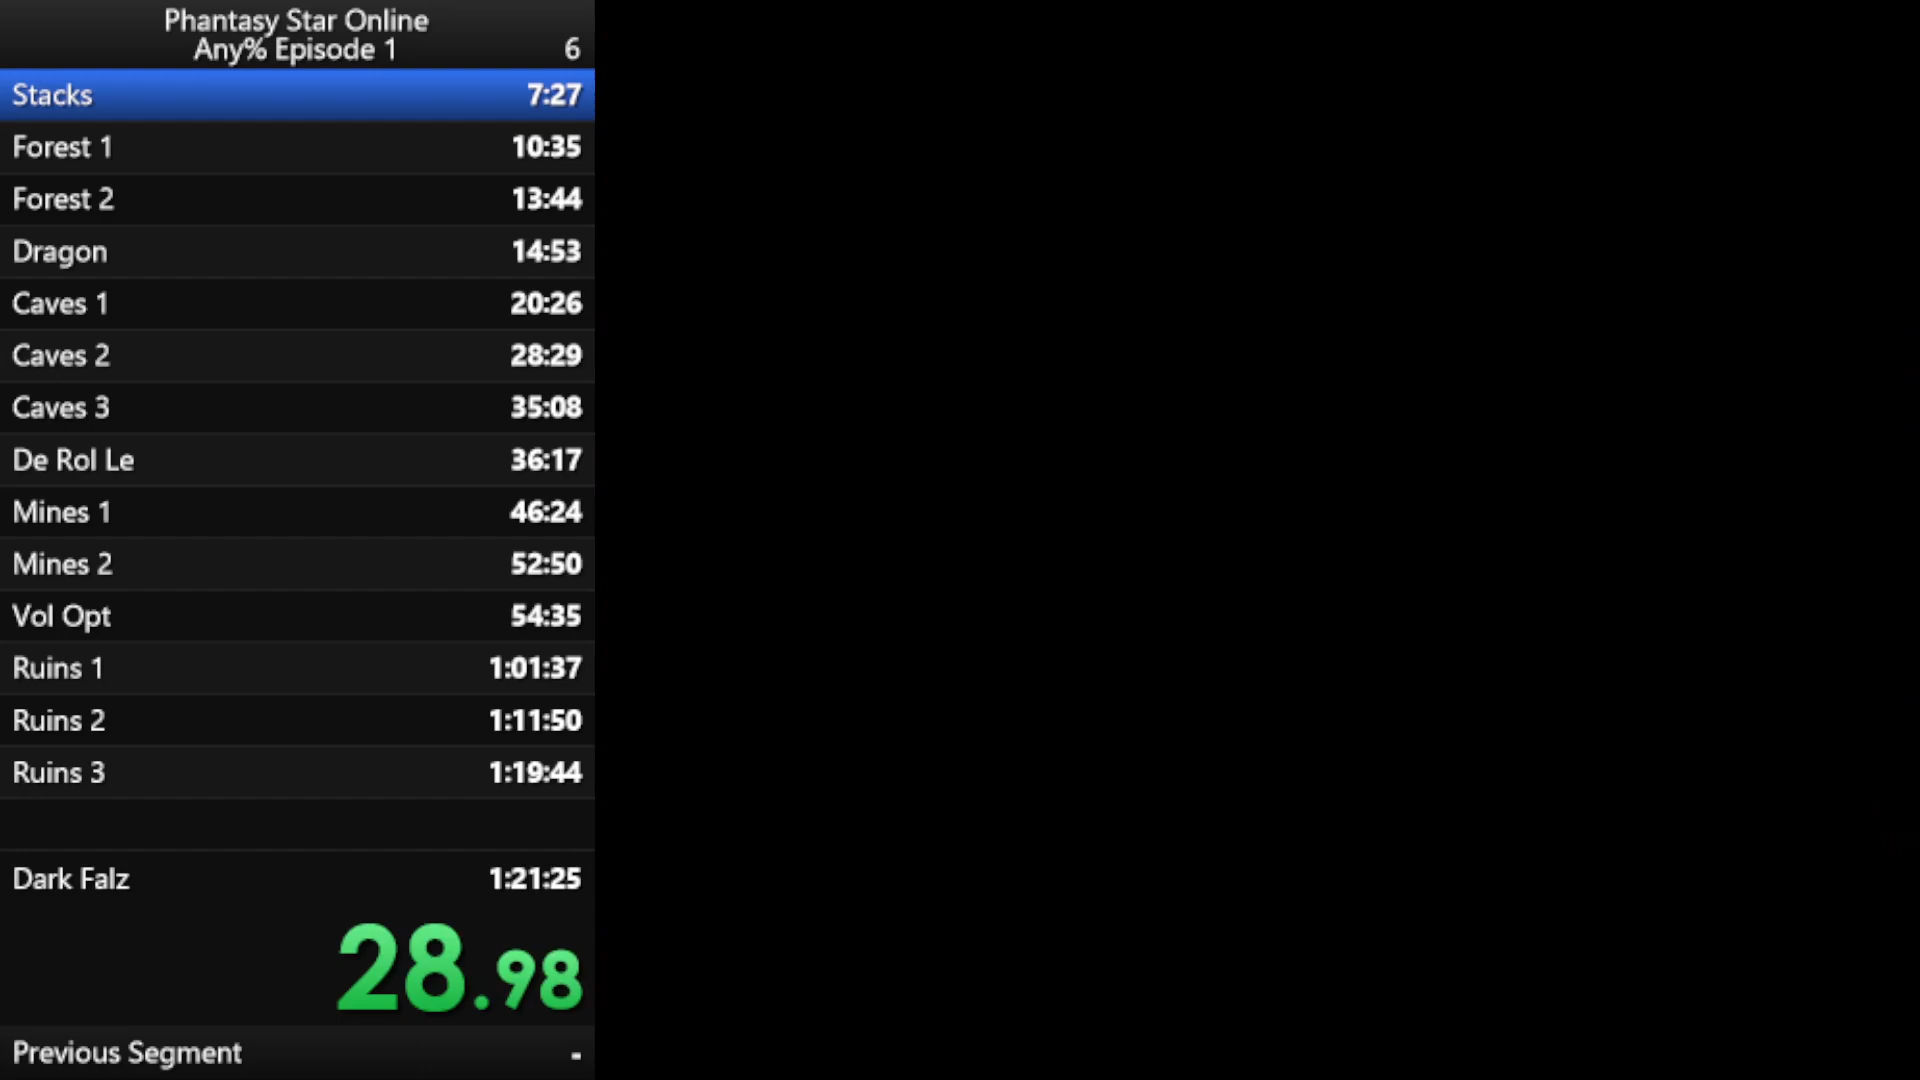 Phantasy Star Online
Any% Episode 1 6
Stacks 7:27
Forest 1 10:35
Forest 2 13:44
Dragon 14:53
Caves 1 20:26
Caves 2 28:29
Caves 3 35:08
De Rol Le 36:17
Mines 1 46:24
Mines 2 52:50
Vol Opt 54:35
Ruins 1 1:01:37
Ruins 2 1:11:50
Ruins 3 1:19:44
Dark Falz 1:21:25
28.98
Previous Segment -